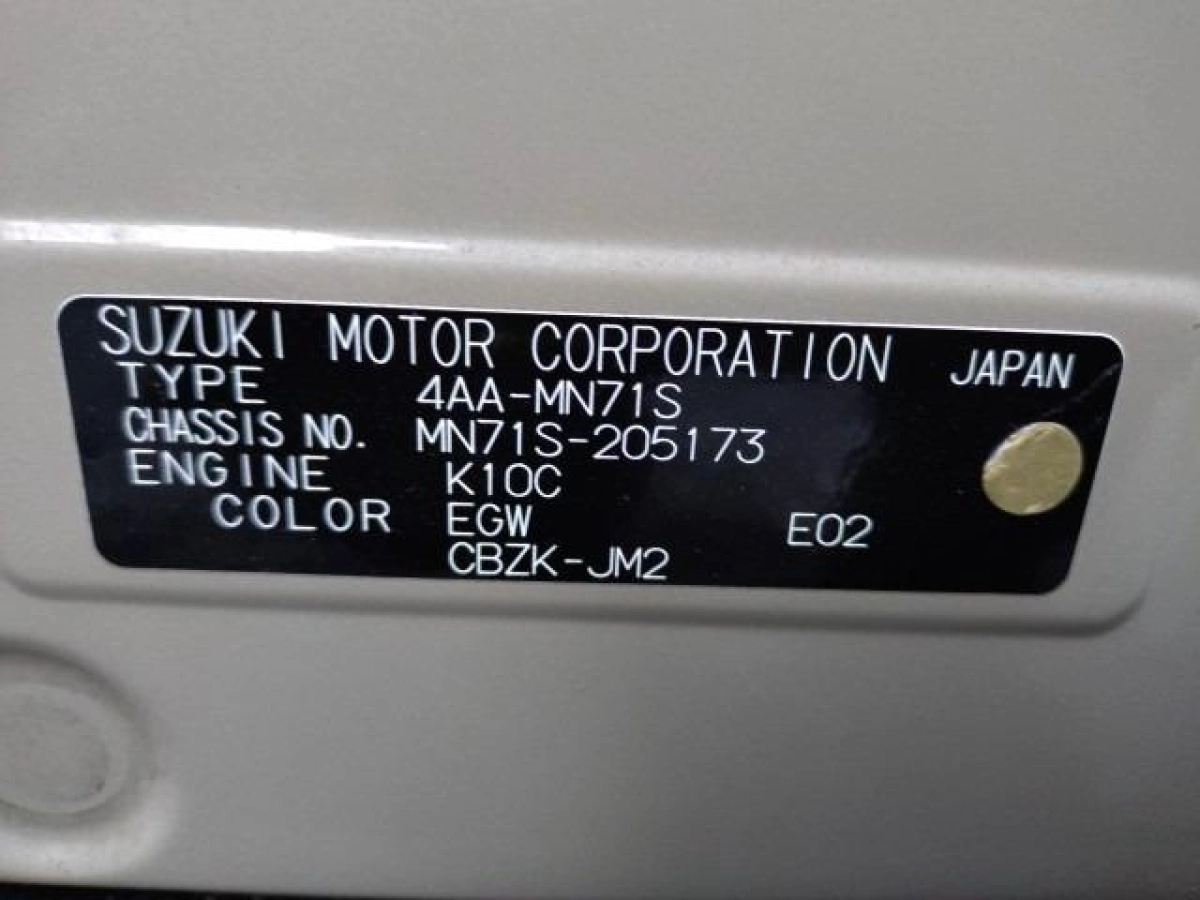 SUZUKI MOTOR CORPORATION JAPAN
TYPE 4AA-MN71S
CHASSIS NO. MN71S-205173
ENGINE K10C
COLOR EGW E02
CBZK-JM2